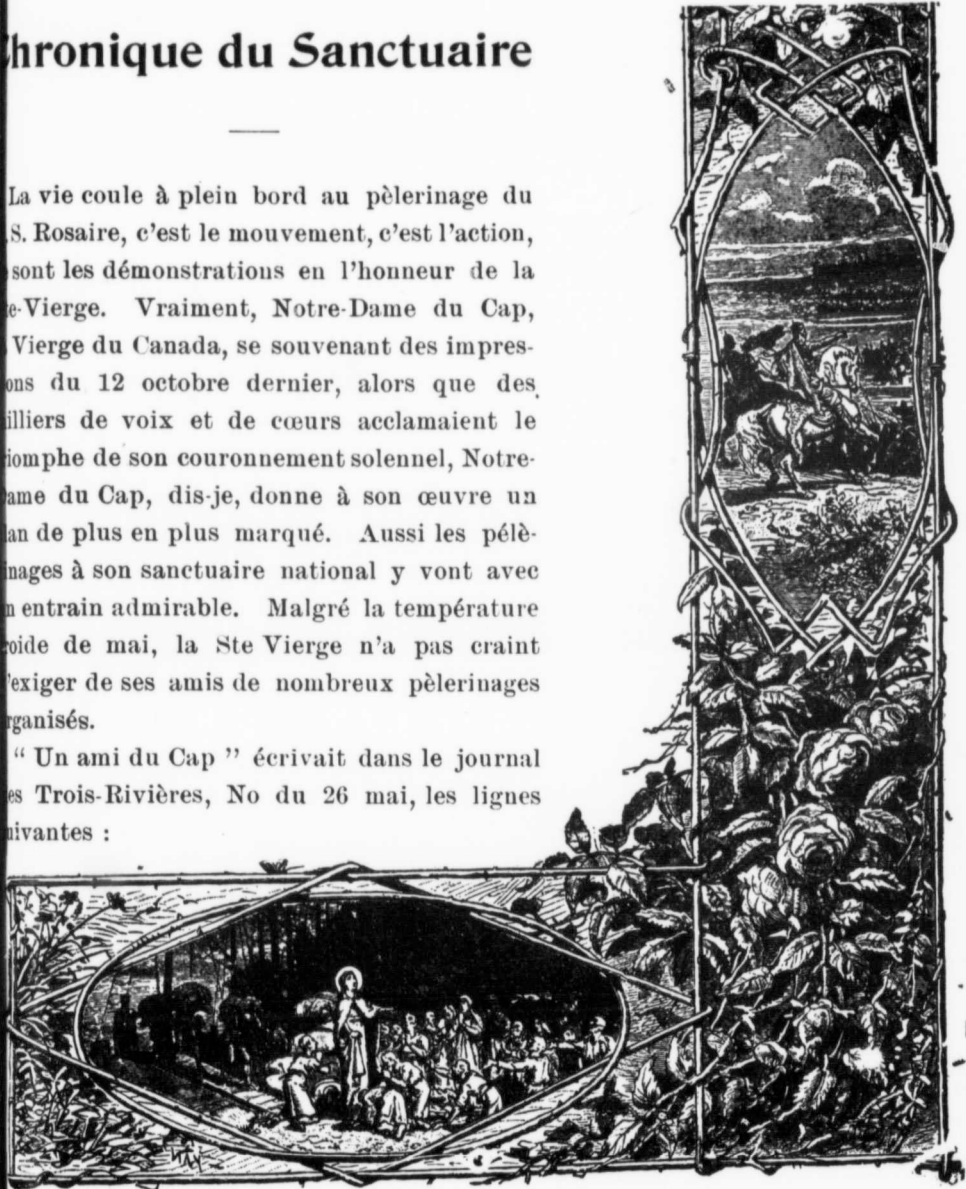 hronique du Sanctuaire
La vie coule à plein bord au pèlerinage du
S. Rosaire, c'est le mouvement, c'est l'action,
sont les démonstrations en l'honneur de la
e-Vierge. Vraiment, Notre-Dame du Cap,
Vierge du Canada, se souvenant des impres-
ons du 12 octobre dernier, alors que des
illiers de voix et de cœurs acclamaient le
iomphe de son couronnement solennel, Notre-
ame du Cap, dis-je, donne à son œuvre un
an de plus en plus marqué. Aussi les pélè-
nages à son sanctuaire national y vont avec
n entrain admirable. Malgré la température
oide de mai, la Ste Vierge n'a pas craint
'exiger de ses amis de nombreux pèlerinages
rganisés.
“ Un ami du Cap ” écrivait dans le journal
es Trois-Rivières, No du 26 mai, les lignes
uivantes :